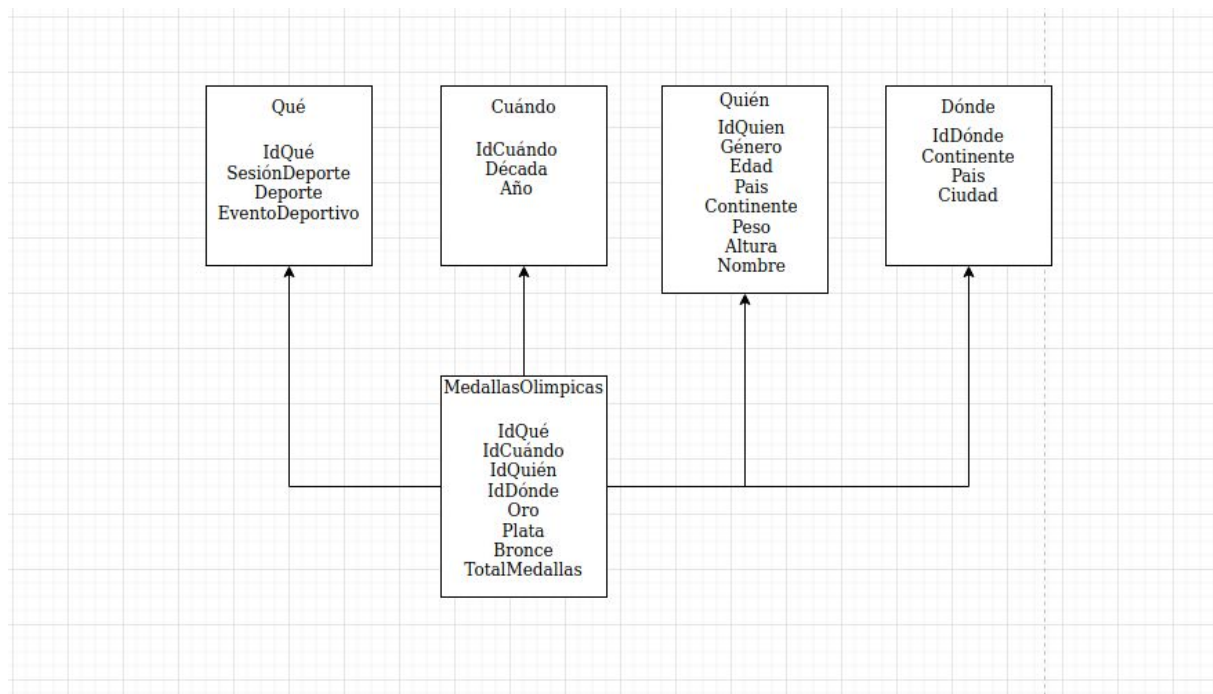 Qué
IdQué
SesiónDeporte
Deporte
EventoDeportivo
Cuándo
IdCuándo
Década
Año
Quién
IdQuien
Género
Edad
Pais
Continente
Peso
Altura
Nombre
Dónde
IdDónde
Continente
Pais
Ciudad
MedallasOlimpicas
IdQué
IdCuándo
IdQuién
IdDónde
Oro
Plata
Bronce
TotalMedallas